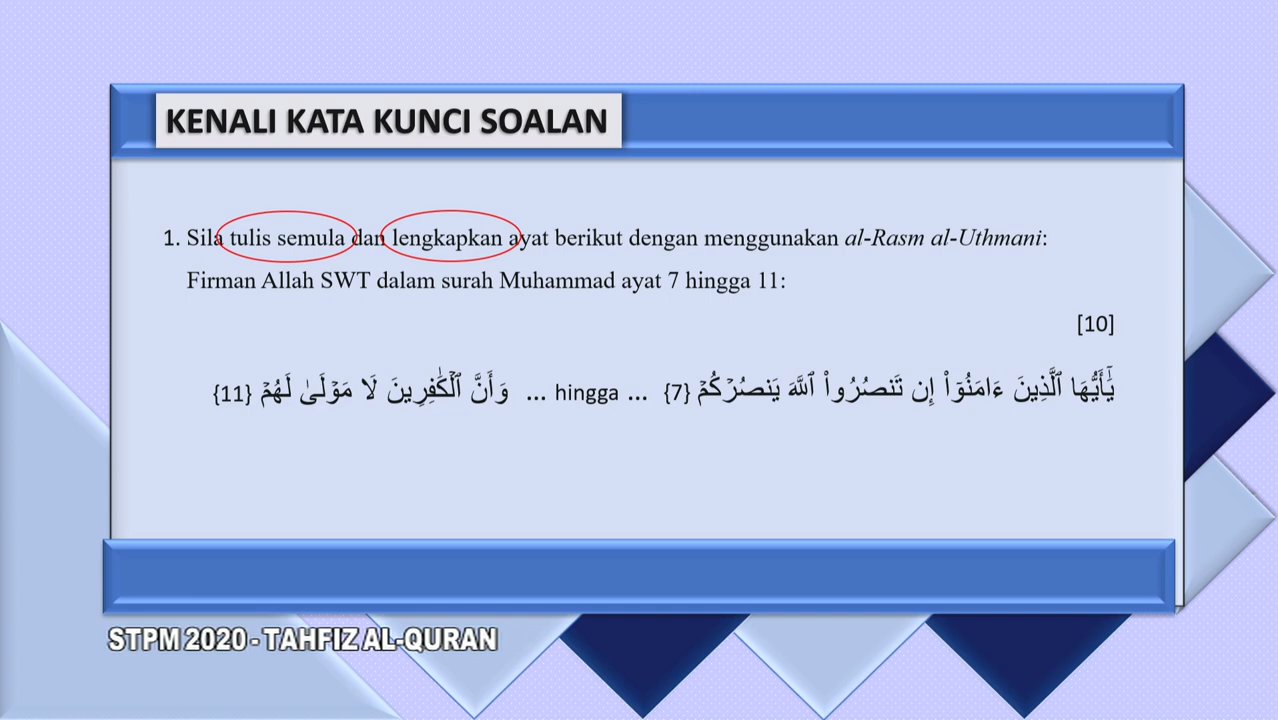 KENALI KATA KUNCI SOALAN
1. Sila tulis semula dan lengkapkan ayat berikut dengan menggunakan al-Rasm al-Uthmani:
Firman Allah SWT dalam surah Muhammad ayat 7 hingga 11:
[10]
يَٰٓأَيُّهَا ٱلَّذِينَ ءَامَنُوٓاْ إِن تَنصُرُواْ ٱللَّهَ يَنصُرۡكُمۡ {7} ... hingga ... وَأَنَّ ٱلۡكَٰفِرِينَ لَا مَوۡلَىٰ لَهُمۡ {11}
STPM 2020 - TAHFIZ AL-QURAN